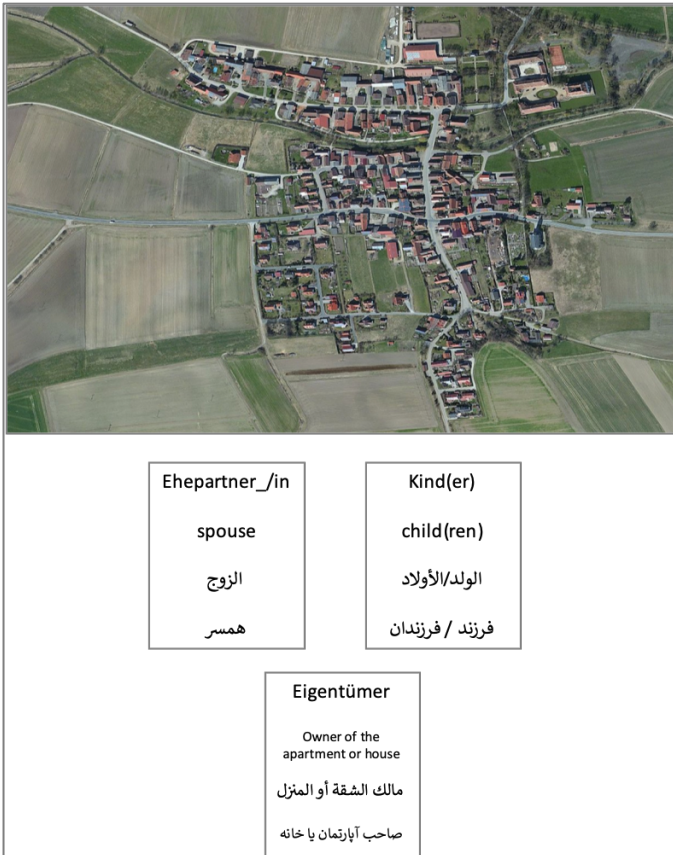 Ehepartner_/in
spouse
الزوج
همسر
Kind(er)
child(ren)
الولد/الأولاد
فرزند / فرزندان
Eigentümer
Owner of the
apartment or house
مالك الشقة أو المنزل
صاحب آپارتمان یا خانه